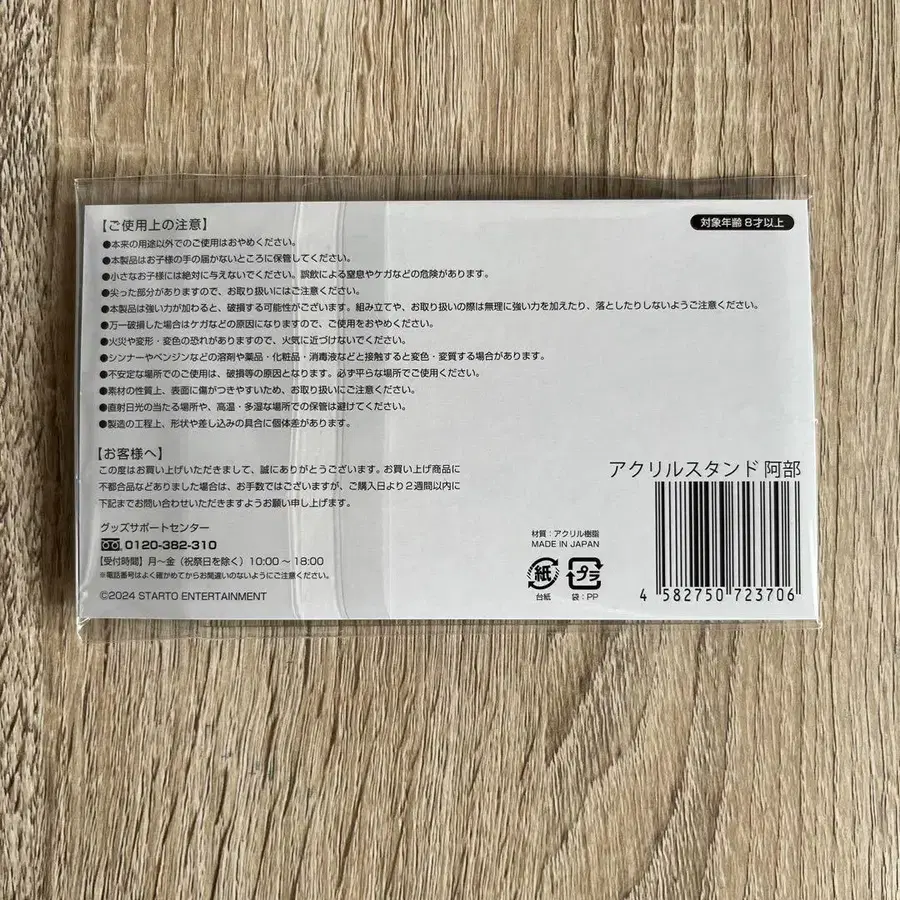 【ご使用上の注意】
対象年齢 8才以上
●本来の用途以外でのご使用はおやめください。
●本製品はお子様の手の届かないところに保管してください。
●小さなお子様には絶対に与えないでください。誤飲による窒息やケガなどの危険があります。
●尖った部分がありますので、お取り扱いにはご注意ください。
●本製品は強い力が加わると、破損する可能性がございます。組み立てや、お取り扱いの際は無理に強い力を加えたり、落としたりしないようご注意ください。
●万一破損した場合はケガなどの原因になりますので、ご使用をおやめください。
●火災や変形・変色の恐れがありますので、火気に近づけないでください。
●シンナーやベンジンなどの溶剤や薬品・化粧品・消毒液などと接触すると変色・変質する場合があります。
●不安定な場所でのご使用は、破損等の原因となります。必ず平らな場所でご使用ください。
●素材の性質上、表面に傷がつきやすいため、お取り扱いにご注意ください。
●直射日光の当たる場所や、高温・多湿な場所での保管は避けてください。
●製造の工程上、形状や差し込みの具合に個体差があります。
【お客様へ】
この度はお買い上げいただきまして、誠にありがとうございます。お買い上げ商品に
不都合などありました場合は、お手数ではございますが、ご購入日より2週間以内に
下記までお問い合わせいただきますようお願い申し上げます。
グッズサポートセンター
0120-382-310
【受付時間】月〜金(祝祭日を除く)10:00〜18:00
※電話番号はよく確かめてからお間違のないようにご注意ください。
©2024 STARTO ENTERTAINMENT
材質:アクリル樹脂
MADE IN JAPAN
紙
台紙
プラ
袋:PP
アクリルスタンド 阿部
4 582750 723706